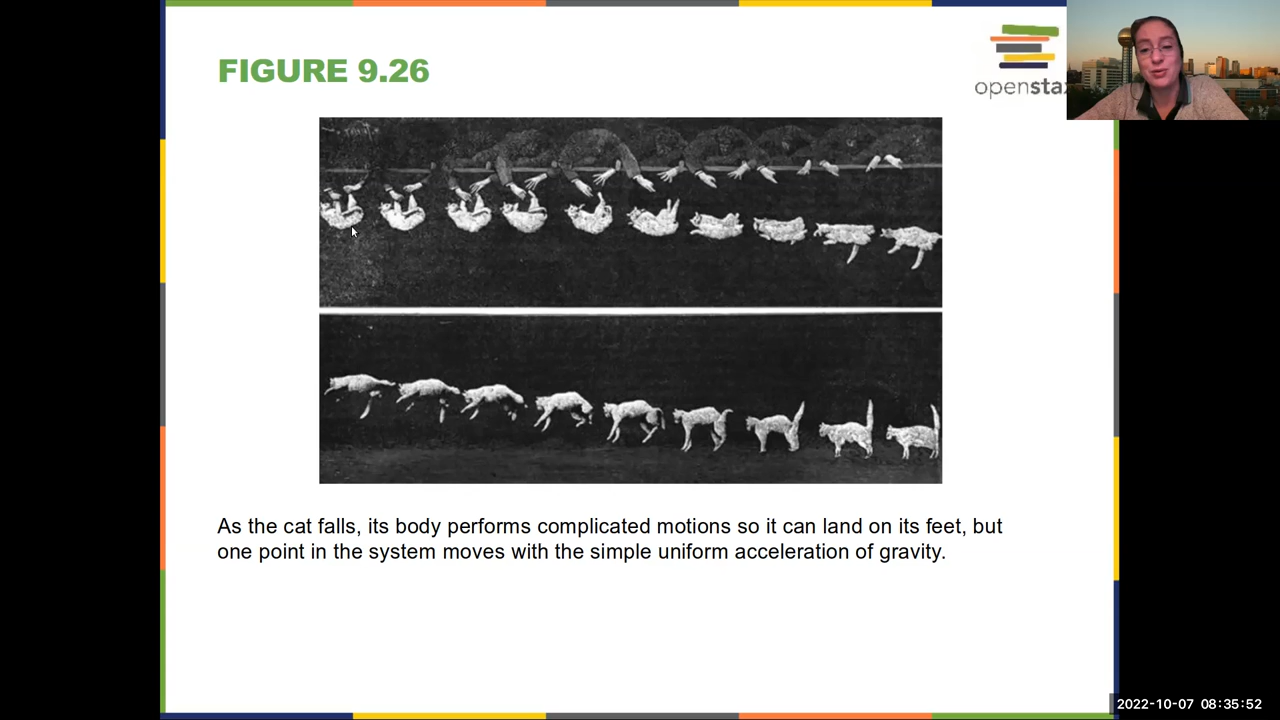 FIGURE 9.26
openstax
As the cat falls, its body performs complicated motions so it can land on its feet, but
one point in the system moves with the simple uniform acceleration of gravity.
2022-10-07 08:35:52